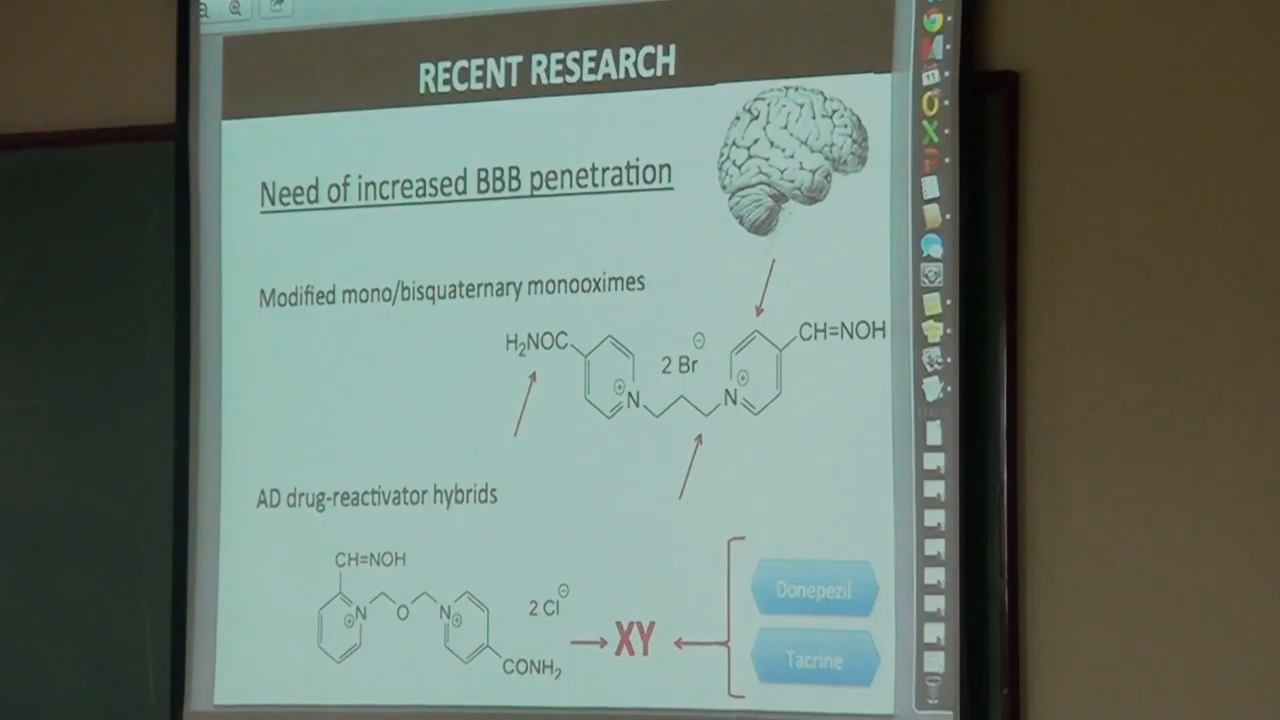 RECENT RESEARCH
Need of increased BBB penetration
Modified mono/bisquaternary monooximes
H₂NOC
2 Br⊖
CH=NOH
⊕N
N⊕
AD drug-reactivator hybrids
CH=NOH
⊕N
O
N⊕
2 Cl⊖
CONH₂
XY
Donepezil
Tacrine